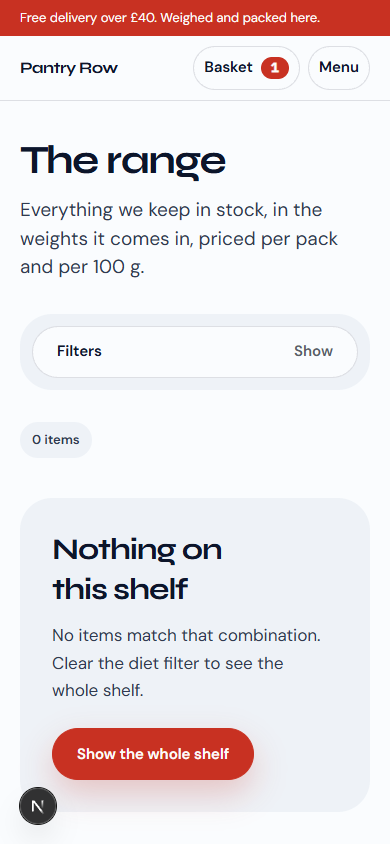 Free delivery over £40. Weighed and packed here.
Pantry Row
Basket 1
Menu
The range
Everything we keep in stock, in the
weights it comes in, priced per pack
and per 100 g.
Filters
Show
0 items
Nothing on
this shelf
No items match that combination.
Clear the diet filter to see the
whole shelf.
Show the whole shelf
N